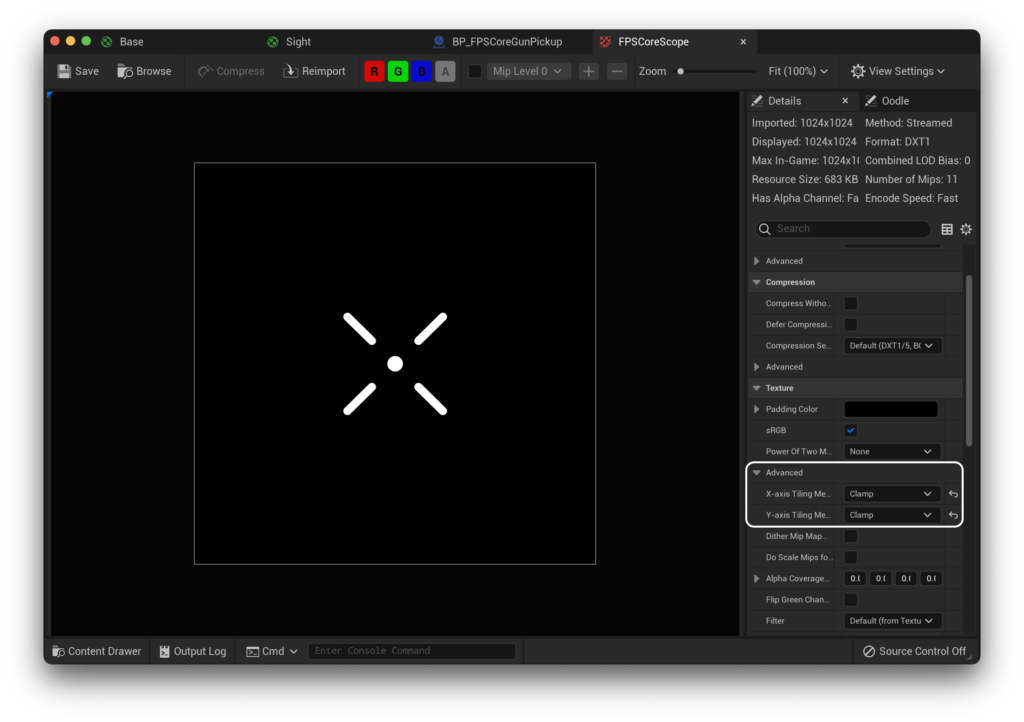 Base Sight BP_FPSCoreGunPickup FPSCoreScope x
Save Browse Compress Reimport R G B A Mip Level 0 Zoom Fit (100%) View Settings
Details x Oodle
Imported: 1024x1024 Method: Streamed
Displayed: 1024x1024 Format: DXT1
Max In-Game: 1024x1( Combined LOD Bias: 0
Resource Size: 683 KB Number of Mips: 11
Has Alpha Channel: Fa Encode Speed: Fast
Search
Advanced
Compression
Compress Witho...
Defer Compressi...
Compression Se... Default (DXT1/5, B(
Advanced
Texture
Padding Color
sRGB
Power Of Two M... None
Advanced
X-axis Tiling Me... Clamp
Y-axis Tiling Me... Clamp
Dither Mip Map...
Do Scale Mips fo...
Alpha Coverage... 0.( 0.( 0.( 0.(
Flip Green Chan...
Filter Default (from Textu
Content Drawer Output Log Cmd Enter Console Command Source Control Off